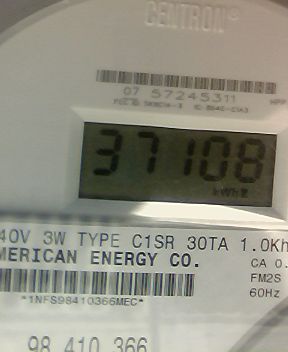 CENTRON®
07 57245311
37108
kWh
40V 3W TYPE C1SR 30TA 1.0Kh
MERICAN ENERGY CO.
CA 0.
FM2S
60Hz
*1NFS98410366MEC*
98 410 366